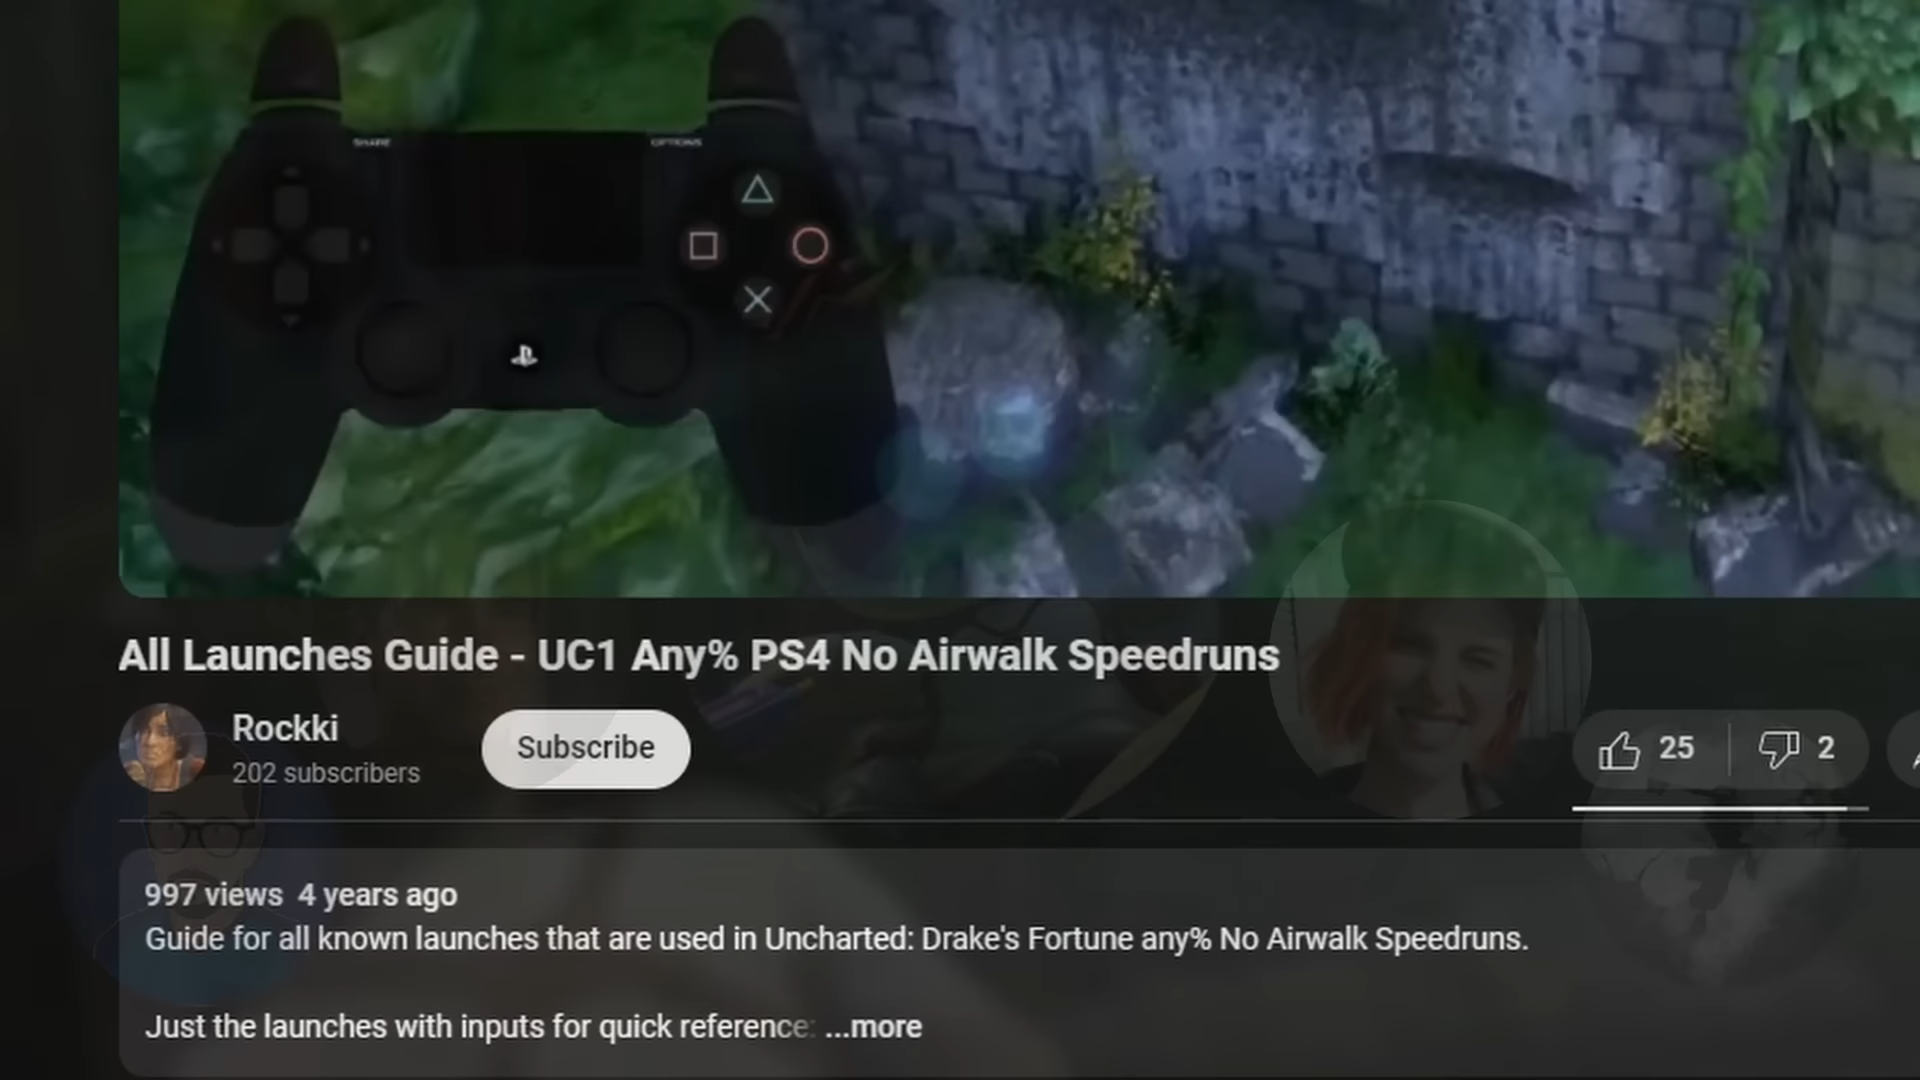 SHARE
OPTIONS
All Launches Guide - UC1 Any% PS4 No Airwalk Speedruns
Rockki
202 subscribers
Subscribe
25
2
997 views 4 years ago
Guide for all known launches that are used in Uncharted: Drake's Fortune any% No Airwalk Speedruns.
Just the launches with inputs for quick reference: ...more